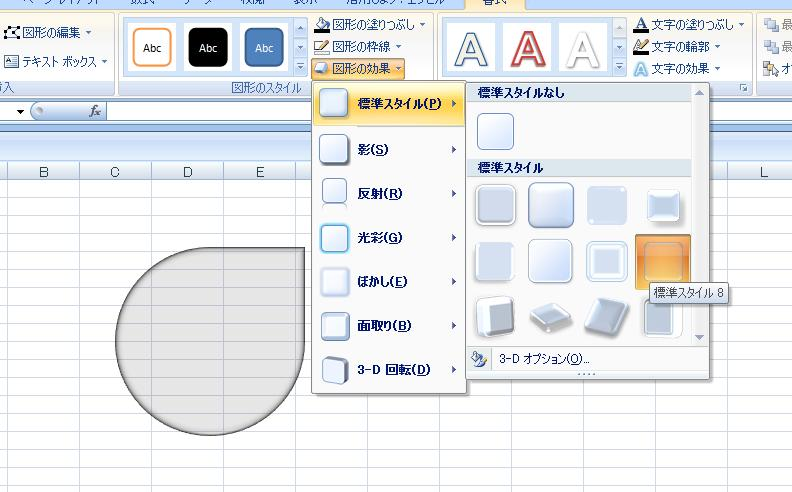 書式
図形の編集
テキスト ボックス
Abc
Abc
Abc
図形の塗りつぶし
図形の枠線
図形の効果
図形のスタイル
A
A
A
文字の塗りつぶし
文字の輪郭
文字の効果
fx
標準スタイル(P)
影(S)
反射(R)
光彩(G)
ぼかし(E)
面取り(B)
3-D 回転(D)
標準スタイルなし
標準スタイル
標準スタイル 8
3-D オプション(O)...
B
C
D
E
L